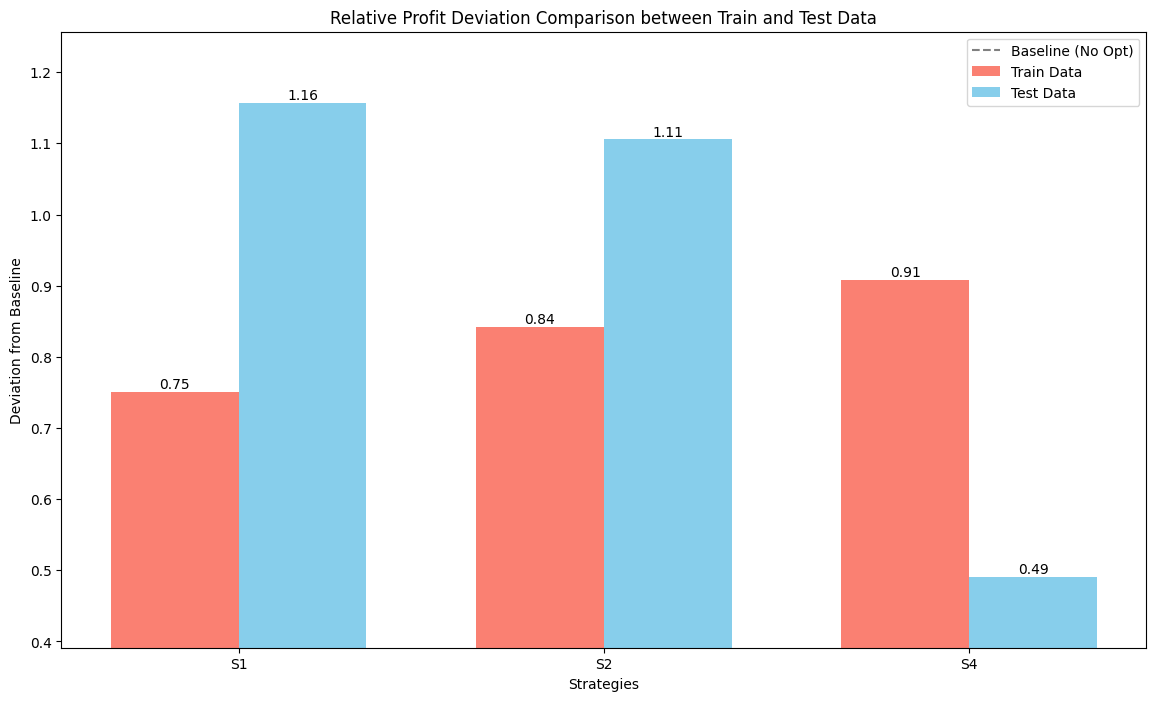 Relative Profit Deviation Comparison between Train and Test Data
Baseline (No Opt)
Train Data
Test Data
Deviation from Baseline
1.2
1.1
1.0
0.9
0.8
0.7
0.6
0.5
0.4
0.75
1.16
0.84
1.11
0.91
0.49
S1
S2
S4
Strategies